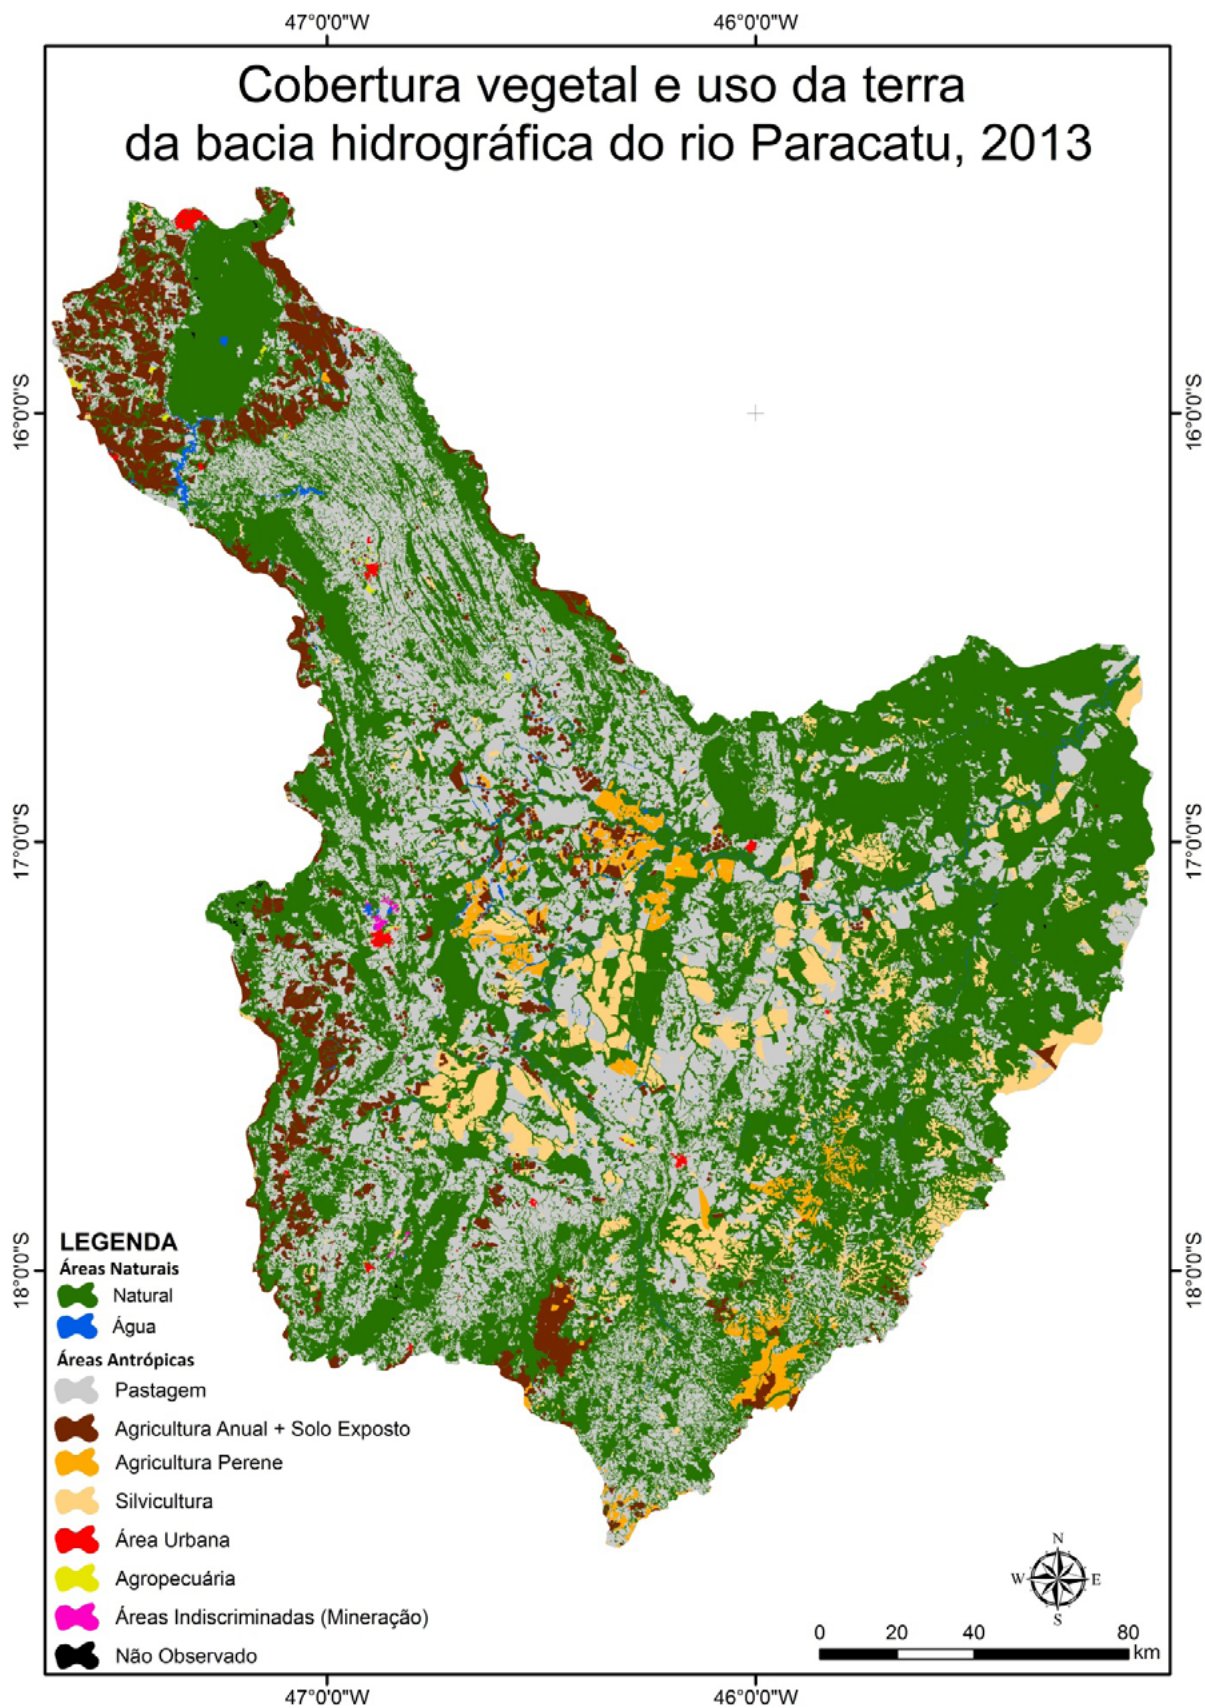 47°0'0"W
46°0'0"W
Cobertura vegetal e uso da terra
da bacia hidrográfica do rio Paracatu, 2013
16°0'0"S
16°0'0"S
17°0'0"S
17°0'0"S
18°0'0"S
18°0'0"S
LEGENDA
Áreas Naturais
Natural
Água
Áreas Antrópicas
Pastagem
Agricultura Anual + Solo Exposto
Agricultura Perene
Silvicultura
Área Urbana
Agropecuária
Áreas Indiscriminadas (Mineração)
Não Observado
N
W
E
S
0 20 40 80
km
47°0'0"W
46°0'0"W